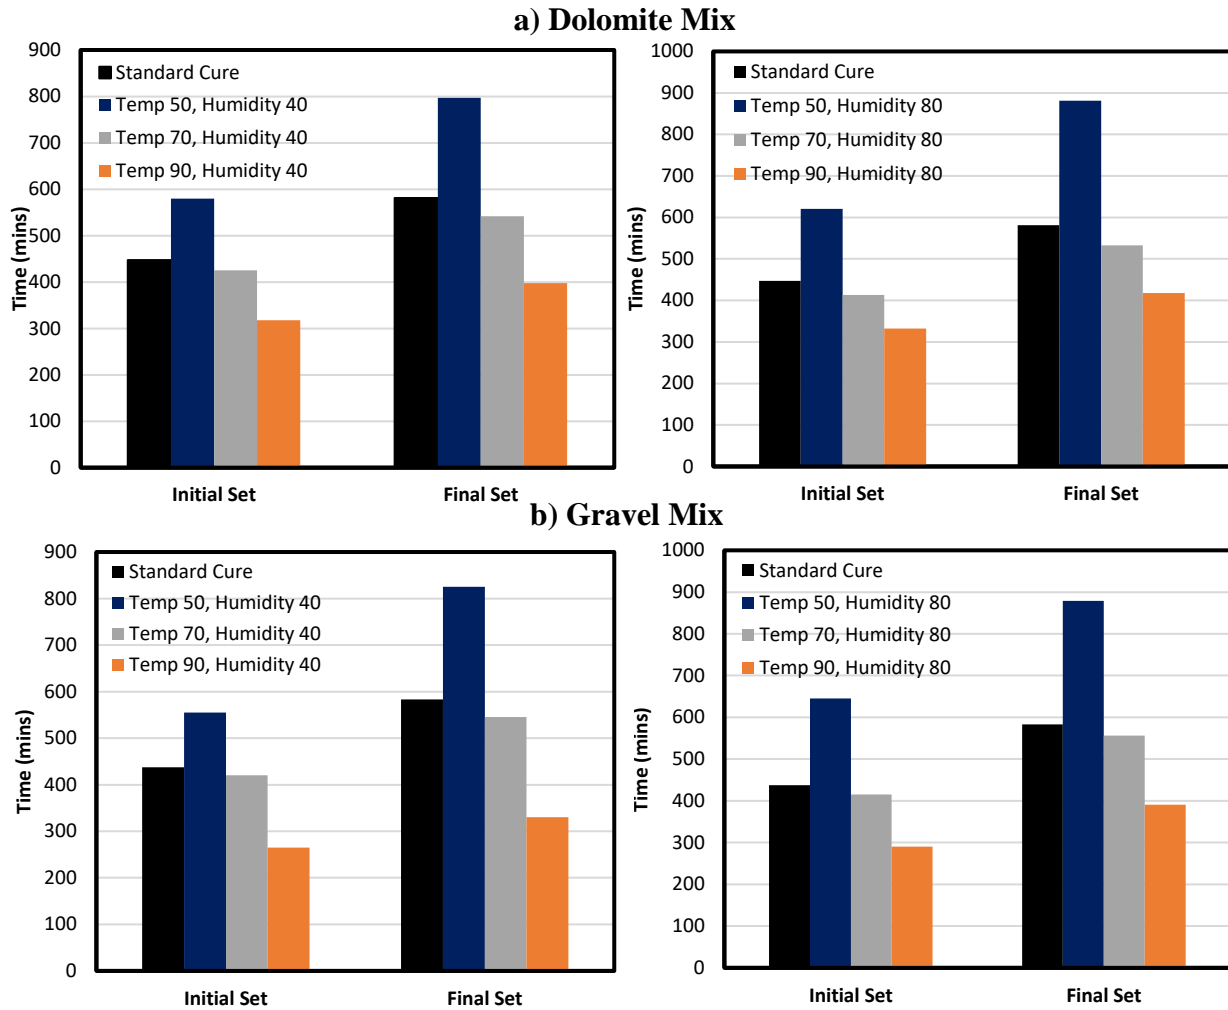 a) Dolomite Mix
900
800
700
600
500
400
300
200
100
0
Time (mins)
Standard Cure
Temp 50, Humidity 40
Temp 70, Humidity 40
Temp 90, Humidity 40
Initial Set
Final Set
1000
900
800
700
600
500
400
300
200
100
0
Time (mins)
Standard Cure
Temp 50, Humidity 80
Temp 70, Humidity 80
Temp 90, Humidity 80
Initial Set
Final Set
b) Gravel Mix
900
800
700
600
500
400
300
200
100
0
Time (mins)
Standard Cure
Temp 50, Humidity 40
Temp 70, Humidity 40
Temp 90, Humidity 40
Initial Set
Final Set
1000
900
800
700
600
500
400
300
200
100
0
Time (mins)
Standard Cure
Temp 50, Humidity 80
Temp 70, Humidity 80
Temp 90, Humidity 80
Initial Set
Final Set